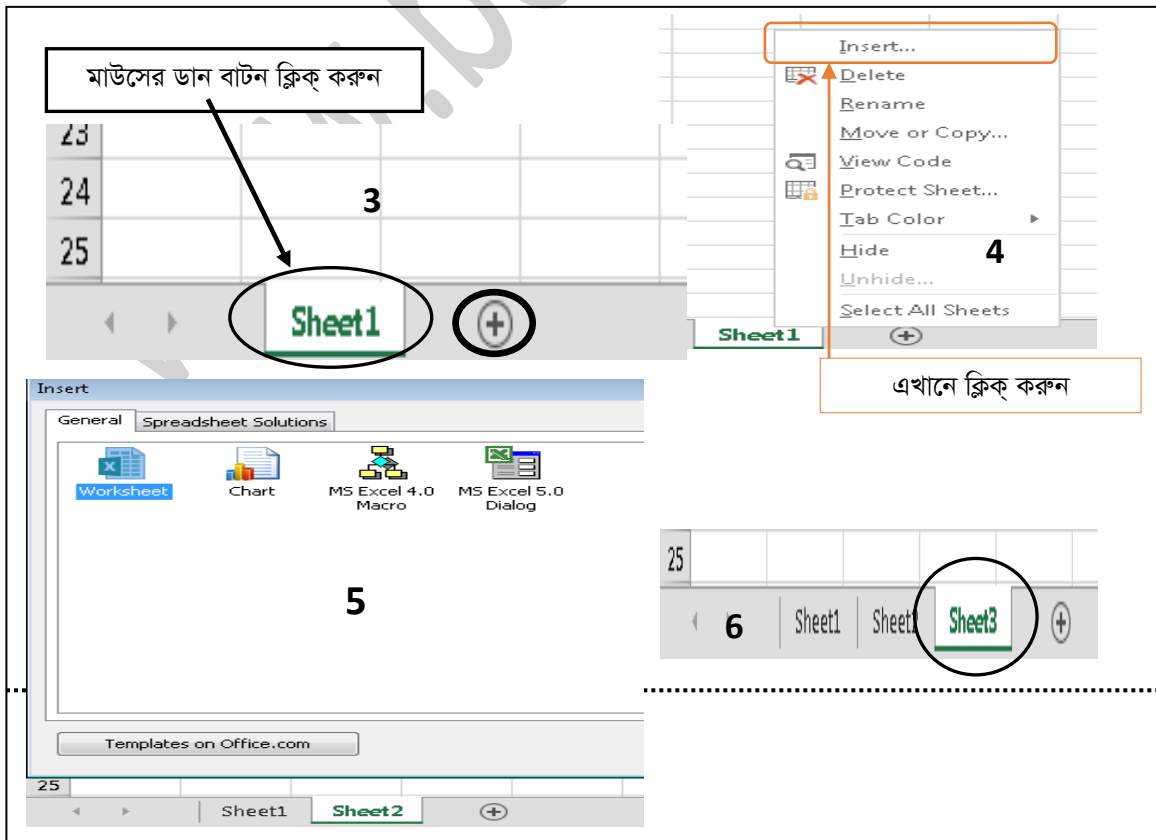 মাউসের ডান বাটন ক্লিক্ করুন
23
24
25
3
Sheet1
Insert...
Delete
Rename
Move or Copy...
View Code
Protect Sheet...
Tab Color
Hide
4
Unhide...
Select All Sheets
Sheet1
এখানে ক্লিক্ করুন
Insert
General Spreadsheet Solutions
Worksheet Chart MS Excel 4.0 Macro MS Excel 5.0 Dialog
5
Templates on Office.com
25
Sheet1 Sheet2
25
6 Sheet1 Sheet2 Sheet3